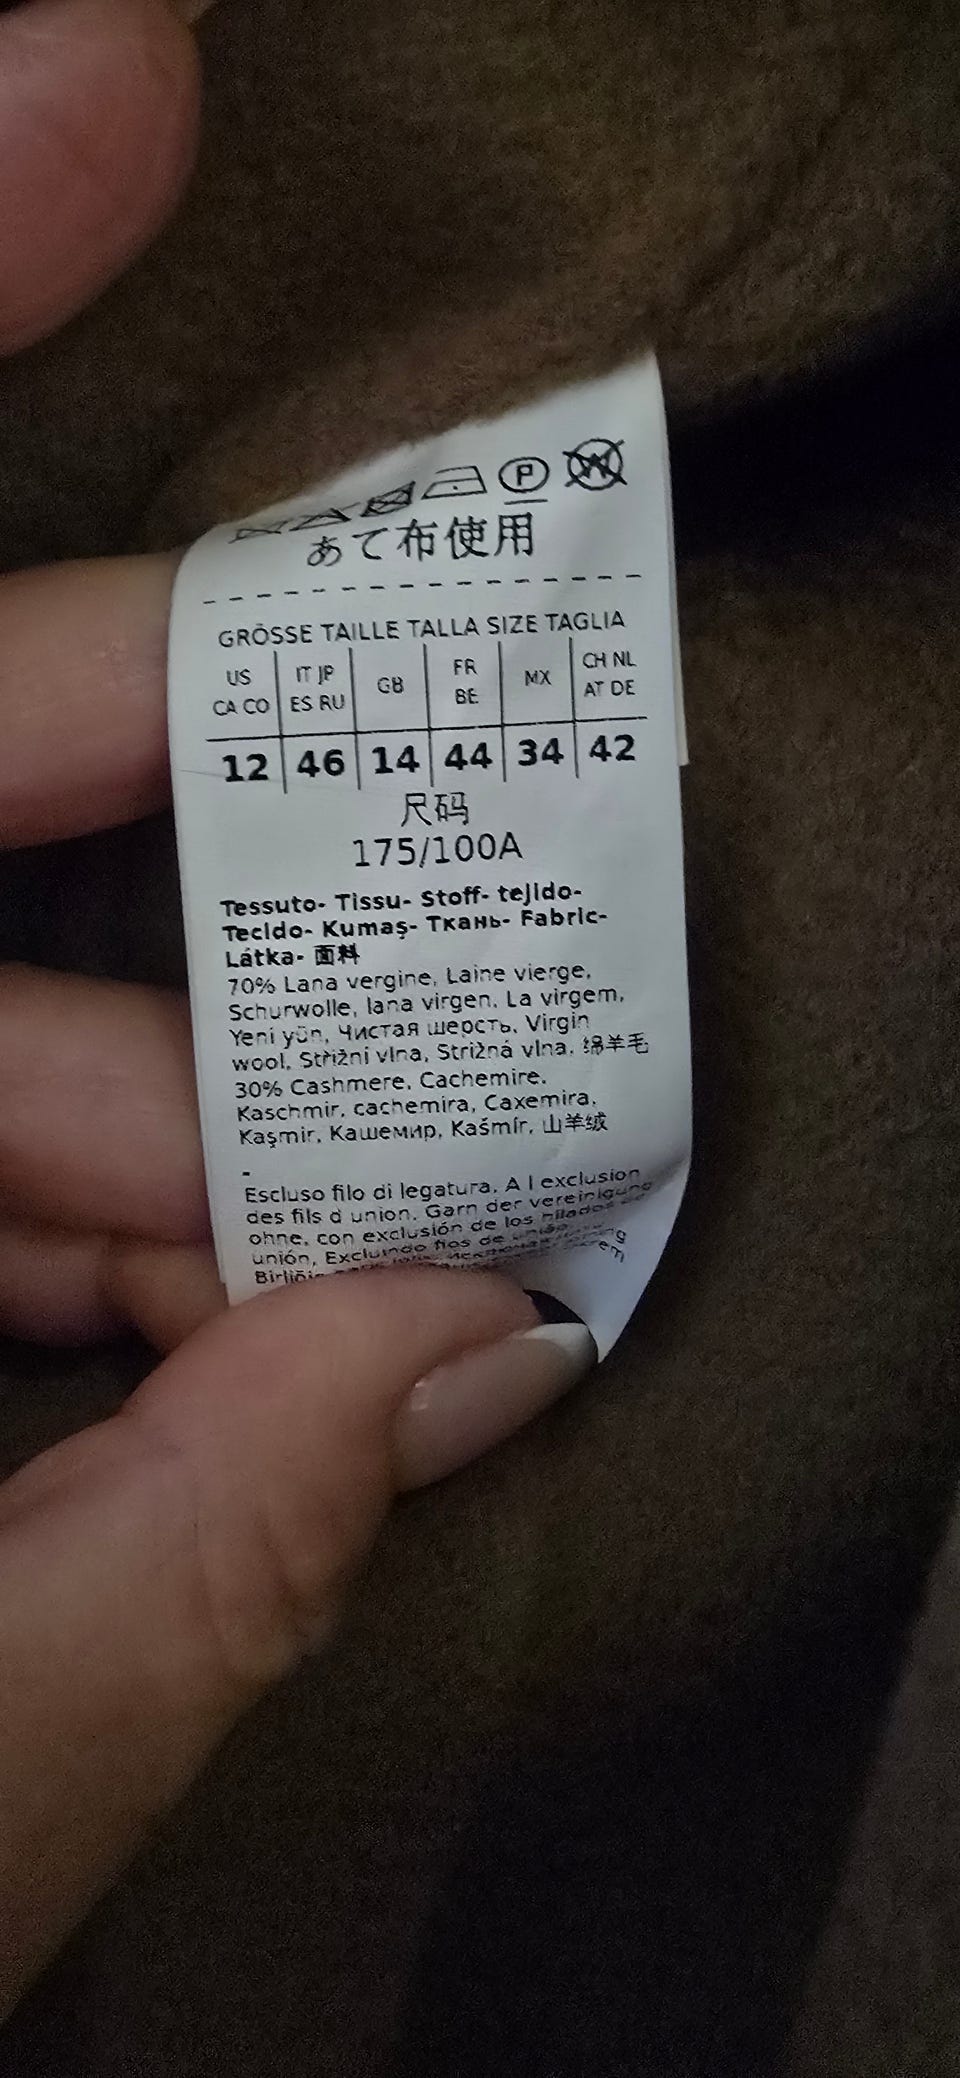 P W
あて布使用
GRÖSSE TAILLE TALLA SIZE TAGLIA
US CA CO IT JP ES RU GB FR BE MX CH NL AT DE
12 46 14 44 34 42
尺码
175/100A
Tessuto- Tissu- Stoff- tejido-
Tecido- Kumaş- Ткань- Fabric-
Látka- 面料
70% Lana vergine, Laine vierge,
Schurwolle, lana virgen, La virgem,
Yeni yün, Чистая шерсть, Virgin
wool, Střižní vlna, Strižná vlna, 绵羊毛
30% Cashmere, Cachemire,
Kaschmir, cachemira, Caxemira,
Kaşmir, Кашемир, Kašmír, 山羊绒
-
Escluso filo di legatura, A l exclusion
des fils d union, Garn der vereinigung
ohne, con exclusión de los hilados de
unión, Excluindo fios de união